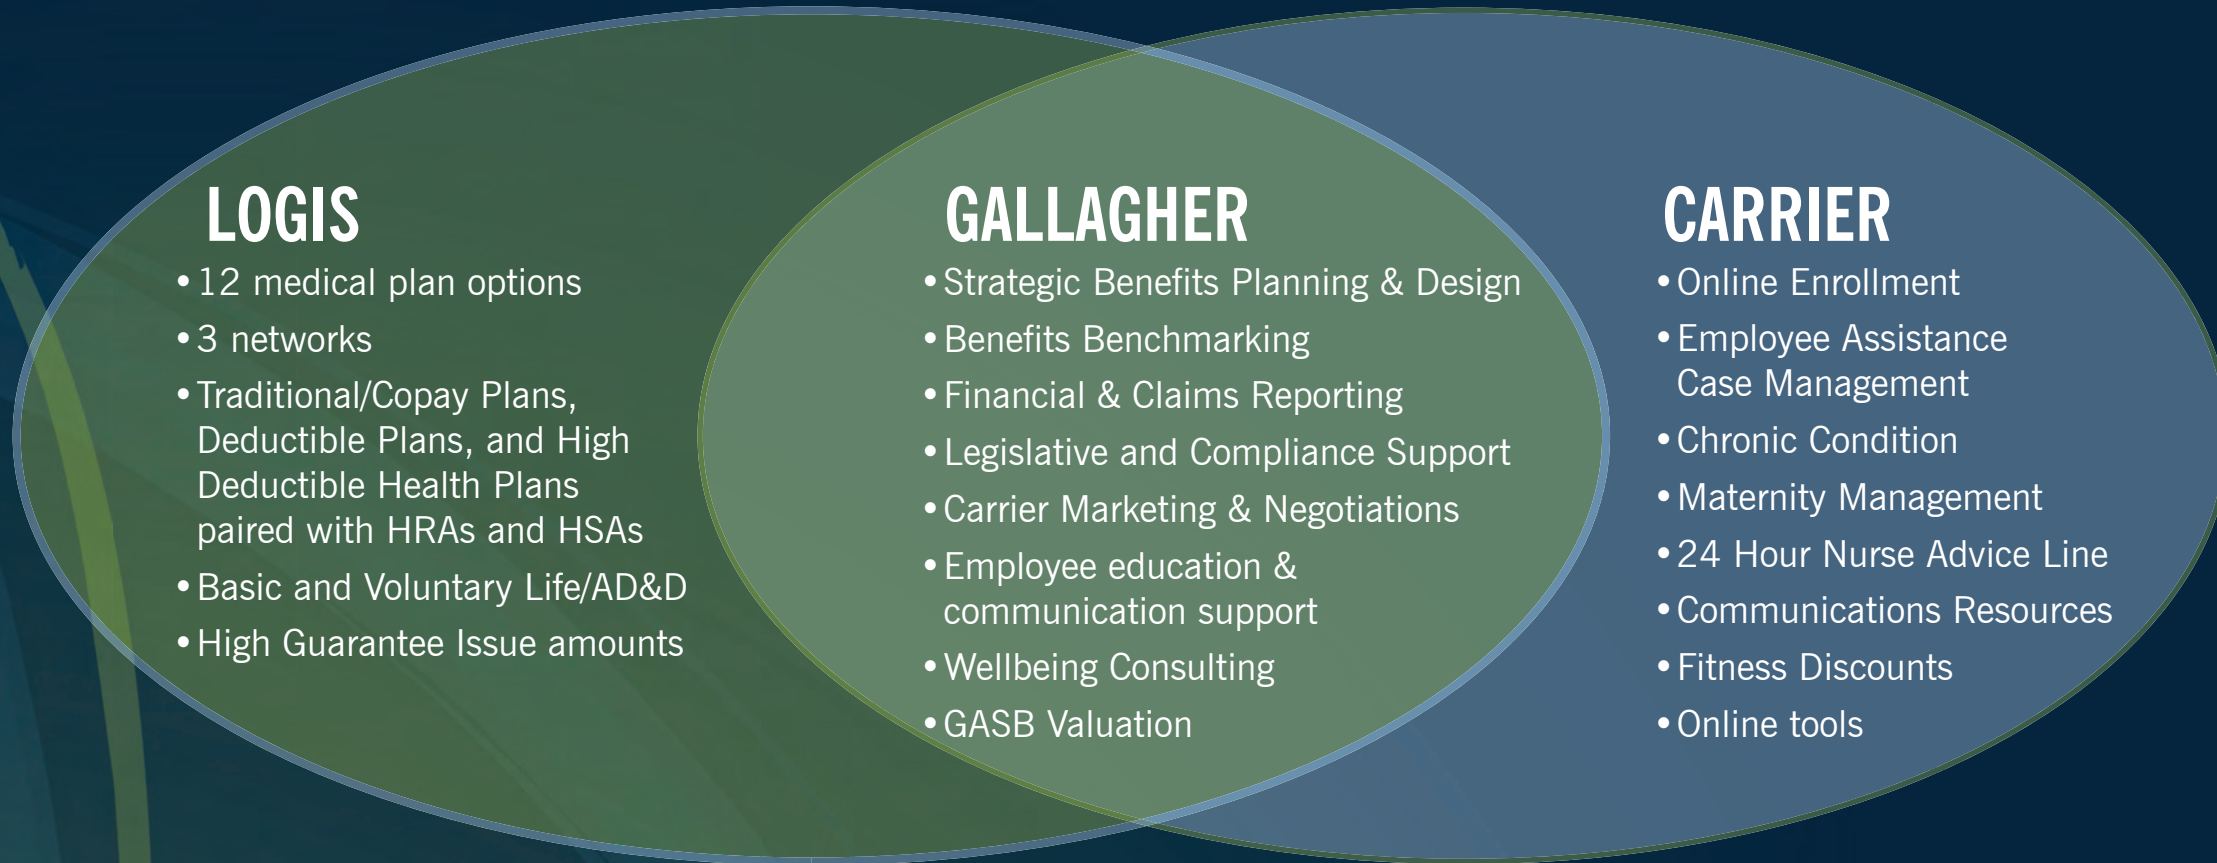 LOGIS
•12 medical plan options
•3 networks
•Traditional/Copay Plans,
Deductible Plans, and High
Deductible Health Plans
paired with HRAs and HSAs
•Basic and Voluntary Life/AD&D
•High Guarantee Issue amounts
GALLAGHER
•Strategic Benefits Planning & Design
•Benefits Benchmarking
•Financial & Claims Reporting
•Legislative and Compliance Support
•Carrier Marketing & Negotiations
•Employee education &
communication support
•Wellbeing Consulting
•GASB Valuation
CARRIER
•Online Enrollment
•Employee Assistance
Case Management
•Chronic Condition
•Maternity Management
•24 Hour Nurse Advice Line
•Communications Resources
•Fitness Discounts
•Online tools